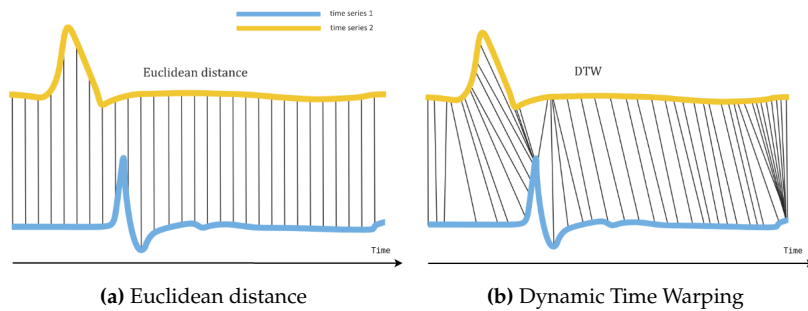 time series 1
time series 2
Euclidean distance
DTW
Time
Time
(a) Euclidean distance
(b) Dynamic Time Warping